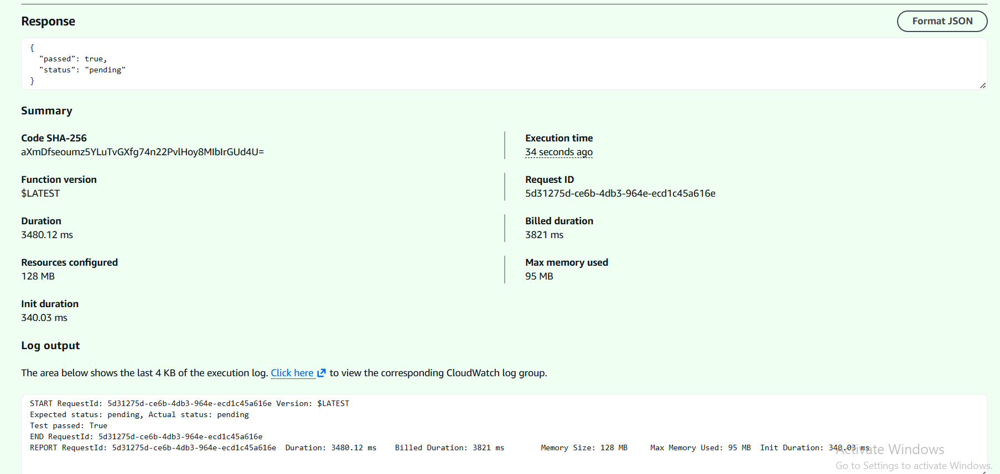 Response
Format JSON
{
  "passed": true,
  "status": "pending"
}
Summary
Code SHA-256
aXmDfseoumz5YLuTvGXfg74n22PvlHoy8MIbIrGUd4U=
Execution time
34 seconds ago
Function version
$LATEST
Request ID
5d31275d-ce6b-4db3-964e-ecd1c45a616e
Duration
3480.12 ms
Billed duration
3821 ms
Resources configured
128 MB
Max memory used
95 MB
Init duration
340.03 ms
Log output
The area below shows the last 4 KB of the execution log. Click here to view the corresponding CloudWatch log group.
START RequestId: 5d31275d-ce6b-4db3-964e-ecd1c45a616e Version: $LATEST
Expected status: pending, Actual status: pending
Test passed: True
END RequestId: 5d31275d-ce6b-4db3-964e-ecd1c45a616e
REPORT RequestId: 5d31275d-ce6b-4db3-964e-ecd1c45a616e  Duration: 3480.12 ms  Billed Duration: 3821 ms  Memory Size: 128 MB  Max Memory Used: 95 MB  Init Duration: 340.03 ms
Activate Windows
Go to Settings to activate Windows.